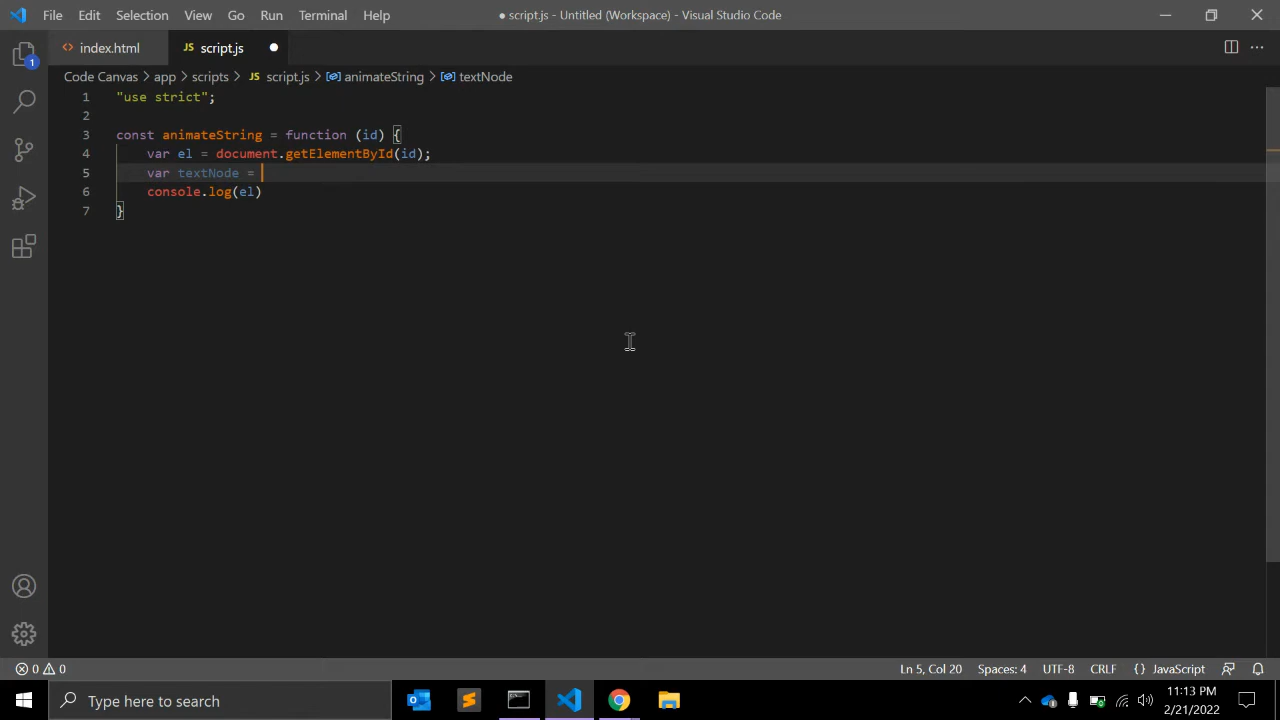 File Edit Selection View Go Run Terminal Help ● script.js - Untitled (Workspace) - Visual Studio Code
<> index.html JS script.js ●
1
Code Canvas > app > scripts > JS script.js > animateString > textNode
1 "use strict";
2
3 const animateString = function (id) {
4 var el = document.getElementById(id);
5 var textNode =
6 console.log(el)
7 }
0 0 Ln 5, Col 20 Spaces: 4 UTF-8 CRLF {} JavaScript
Type here to search
11:13 PM
2/21/2022